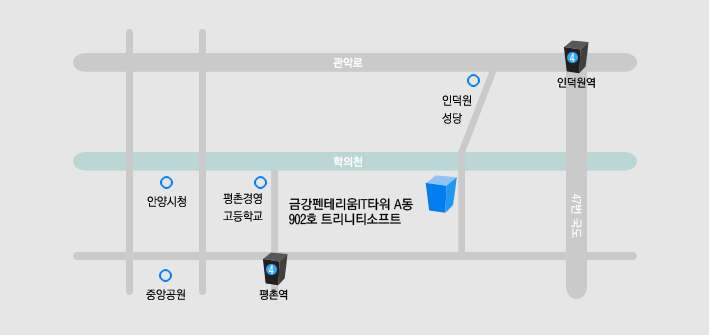 관악로
4
인덕원역
인덕원
성당
학의천
안양시청
평촌경영
고등학교
금강펜테리움IT타워 A동
902호 트리니티소프트
47번 국도
4
중앙공원
평촌역